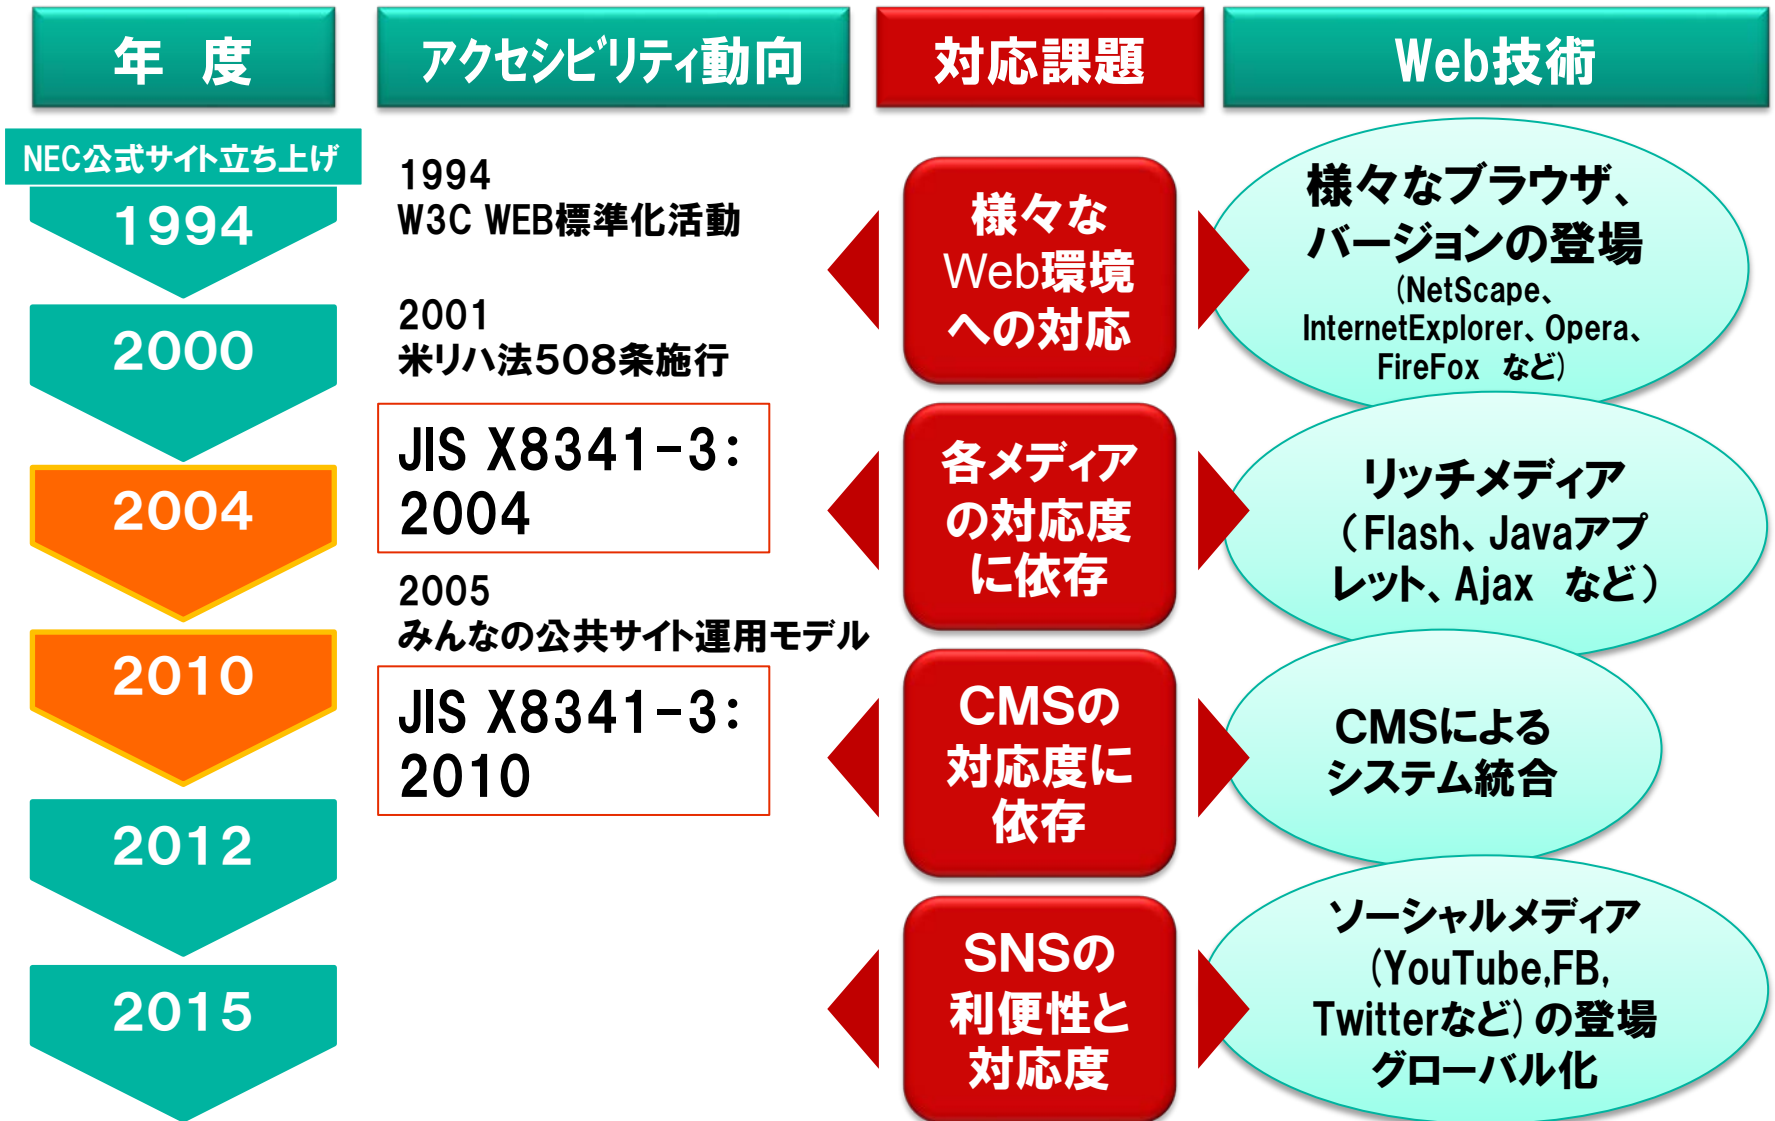 年 度
アクセシビリティ動向
対応課題
Web技術
NEC公式サイト立ち上げ
1994
2000
2004
2010
2012
2015
1994
W3C WEB標準化活動
2001
米リハ法508条施行
JIS X8341-3:
2004
2005
みんなの公共サイト運用モデル
JIS X8341-3:
2010
様々な
Web環境
への対応
各メディア
の対応度
に依存
CMSの
対応度に
依存
SNSの
利便性と
対応度
様々なブラウザ、
バージョンの登場
(NetScape、
InternetExplorer、Opera、
FireFox など)
リッチメディア
(Flash、Javaアプ
レット、Ajax など)
CMSによる
システム統合
ソーシャルメディア
(YouTube,FB,
Twitterなど)の登場
グローバル化